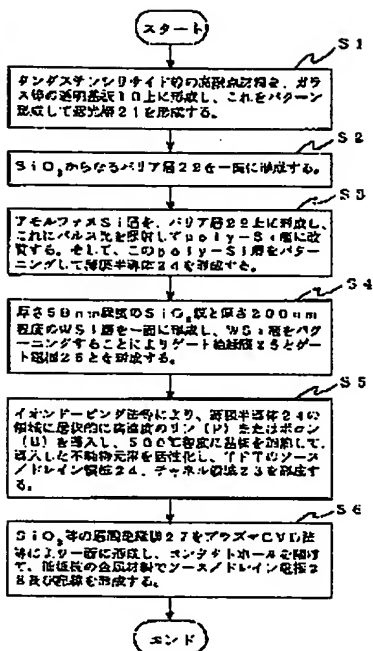 スタート
S1
タングステンシリサイド等の高融点材料を、ガラ
ス等の透明基板10上に形成し、これをパターン
形成して遮光層21を形成する。
S2
SiO₂からなるバリア層22を一面に形成する。
S3
アモルファスSi層を、バリア層22上に形成し、
これにパルス光を照射してpoly-Si層に改
質する。そして、このpoly-Si層をパター
ニングして薄膜半導体24を形成する。
S4
厚さ50nm程度のSiO₂膜と厚さ200nm
程度のWSi層を一面に形成し、WSi層をパタ
ーニングすることによりゲート絶縁膜25とゲー
ト電極26とを形成する。
S5
イオンドーピング法等により、薄膜半導体24の
領域に選択的に高濃度のリン(P)またはボロン
(B)を導入し、500℃程度に基板を加熱して、
導入した不純物元素を活性化し、TFTのソース
/ドレイン領域24、チャネル領域23を形成す
る。
S6
SiO₂等の層間絶縁膜27をプラズマCVD法
等により一面に形成し、コンタクトホールを開け
て、低抵抗の金属材料でソース/ドレイン電極2
8及び配線を形成する。
エンド